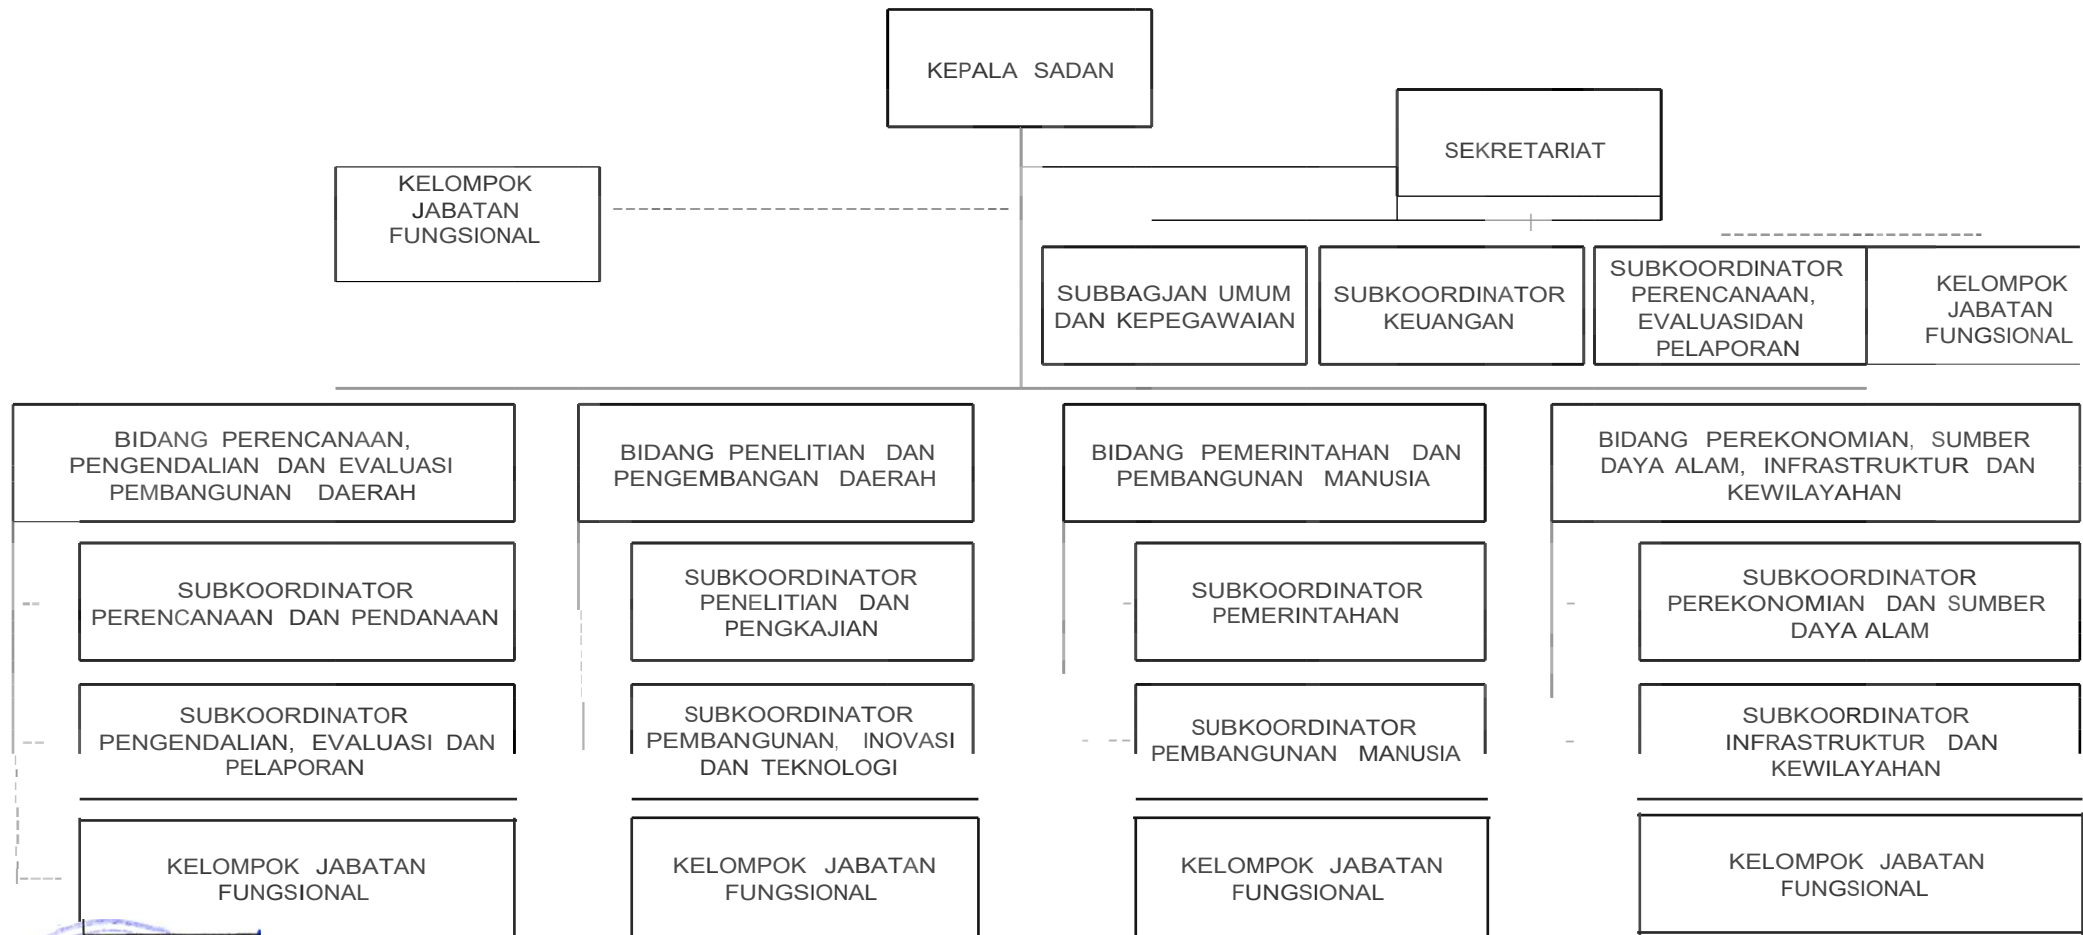 KEPALA SADAN
SEKRETARIAT
KELOMPOK
JABATAN
FUNGSIONAL
SUBBAGJAN UMUM
DAN KEPEGAWAIAN
SUBKOORDINATOR
KEUANGAN
SUBKOORDINATOR
PERENCANAAN,
EVALUASIDAN
PELAPORAN
KELOMPOK
JABATAN
FUNGSIONAL
BIDANG PERENCANAAN,
PENGENDALIAN DAN EVALUASI
PEMBANGUNAN DAERAH
BIDANG PENELITIAN DAN
PENGEMBANGAN DAERAH
BIDANG PEMERINTAHAN DAN
PEMBANGUNAN MANUSIA
BIDANG PEREKONOMIAN, SUMBER
DAYA ALAM, INFRASTRUKTUR DAN
KEWILAYAHAN
SUBKOORDINATOR
PERENCANAAN DAN PENDANAAN
SUBKOORDINATOR
PENELITIAN DAN
PENGKAJIAN
SUBKOORDINATOR
PEMERINTAHAN
SUBKOORDINATOR
PEREKONOMIAN DAN SUMBER
DAYA ALAM
SUBKOORDINATOR
PENGENDALIAN, EVALUASI DAN
PELAPORAN
SUBKOORDINATOR
PEMBANGUNAN, INOVASI
DAN TEKNOLOGI
SUBKOORDINATOR
PEMBANGUNAN MANUSIA
SUBKOORDINATOR
INFRASTRUKTUR DAN
KEWILAYAHAN
KELOMPOK JABATAN
FUNGSIONAL
KELOMPOK JABATAN
FUNGSIONAL
KELOMPOK JABATAN
FUNGSIONAL
KELOMPOK JABATAN
FUNGSIONAL